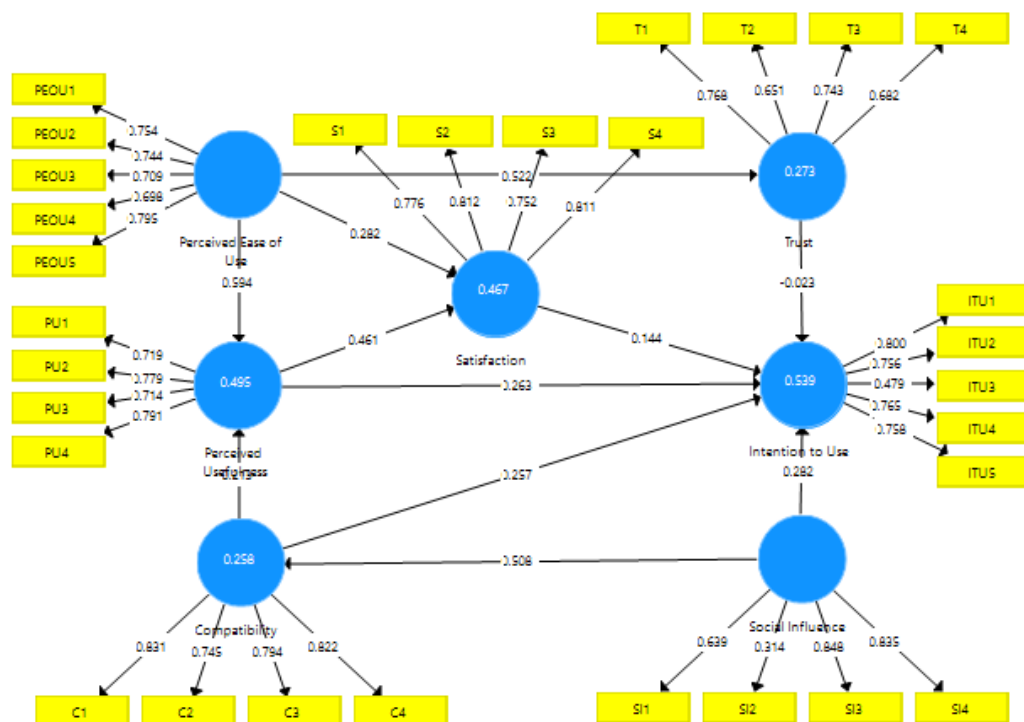 T1
T2
T3
T4
0.768
0.651
0.743
0.682
PEOU1
PEOU2
PEOU3
PEOU4
PEOU5
0.754
0.744
0.709
0.698
0.795
S1
S2
S3
S4
0.776
0.812
0.752
0.811
0.522
0.273
Trust
Perceived Ease of
Use
0.282
0.594
0.467
Satisfaction
-0.023
PU1
PU2
PU3
PU4
0.719
0.779
0.714
0.791
0.461
0.144
0.495
0.263
0.539
ITU1
ITU2
ITU3
ITU4
ITU5
0.800
0.756
0.479
0.765
0.758
Perceived
Usefulness
Intention to Use
0.257
0.282
0.258
0.508
Compatibility
Social Influence
0.831
0.745
0.794
0.822
0.639
0.314
0.848
0.835
C1
C2
C3
C4
SI1
SI2
SI3
SI4